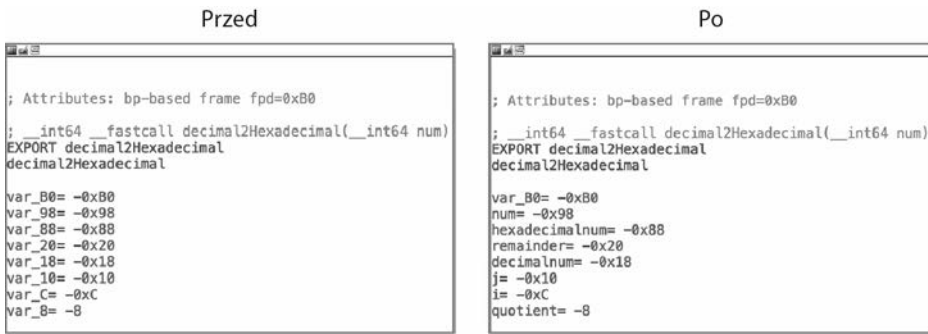 Przed
; Attributes: bp-based frame fpd=0xB0
; __int64 __fastcall decimal2Hexadecimal(__int64 num)
EXPORT decimal2Hexadecimal
decimal2Hexadecimal
var_B0= -0xB0
var_98= -0x98
var_88= -0x88
var_20= -0x20
var_18= -0x18
var_10= -0x10
var_C= -0xC
var_8= -8
Po
; Attributes: bp-based frame fpd=0xB0
; __int64 __fastcall decimal2Hexadecimal(__int64 num)
EXPORT decimal2Hexadecimal
decimal2Hexadecimal
var_B0= -0xB0
num= -0x98
hexadecimalnum= -0x88
remainder= -0x20
decimalnum= -0x18
j= -0x10
i= -0xC
quotient= -8